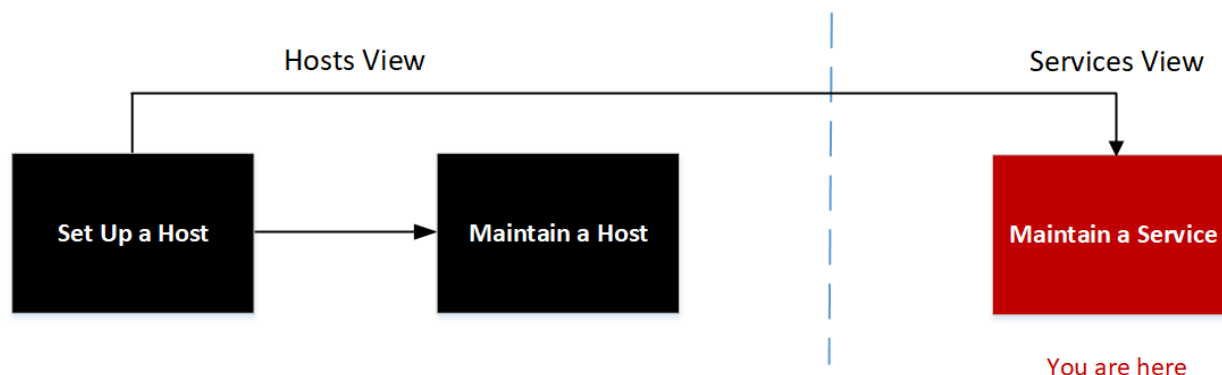 Hosts View
Services View
Set Up a Host
Maintain a Host
Maintain a Service
You are here